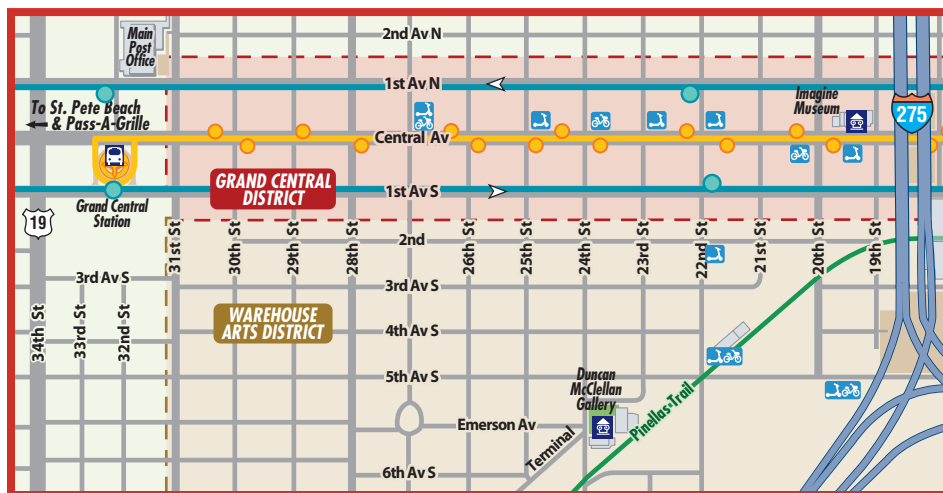 2nd Av N
Main
Post
Office
1st Av N
To St. Pete Beach
& Pass-A-Grille
Imagine
Museum
275
Central Av
GRAND CENTRAL
DISTRICT
1st Av S
Grand Central
Station
19
31st St
30th St
29th St
28th St
2nd
26th St
25th St
24th St
23rd St
22nd St
21st St
20th St
19th St
3rd Av S
3rd Av S
34th St
33rd St
32nd St
WAREHOUSE
ARTS DISTRICT
4th Av S
5th Av S
Duncan
McClellan
Gallery
Pinellas Trail
Emerson Av
Terminal
6th Av S